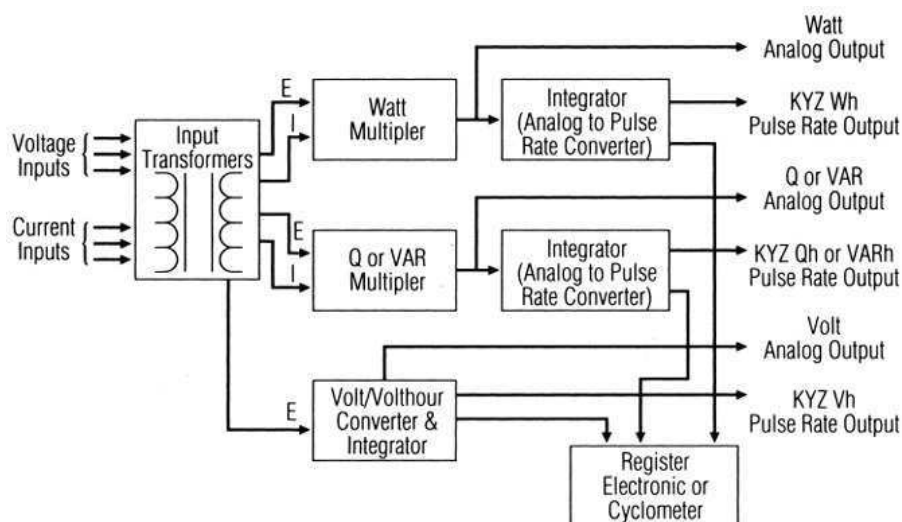 Voltage
Inputs
Current
Inputs
Input
Transformers
E
I
Watt
Multipler
Integrator
(Analog to Pulse
Rate Converter)
Watt
Analog Output
KYZ Wh
Pulse Rate Output
E
I
Q or VAR
Multipler
Integrator
(Analog to Pulse
Rate Converter)
Q or VAR
Analog Output
KYZ Qh or VARh
Pulse Rate Output
E
Volt/Volthour
Converter &
Integrator
Volt
Analog Output
KYZ Vh
Pulse Rate Output
Register
Electronic or
Cyclometer